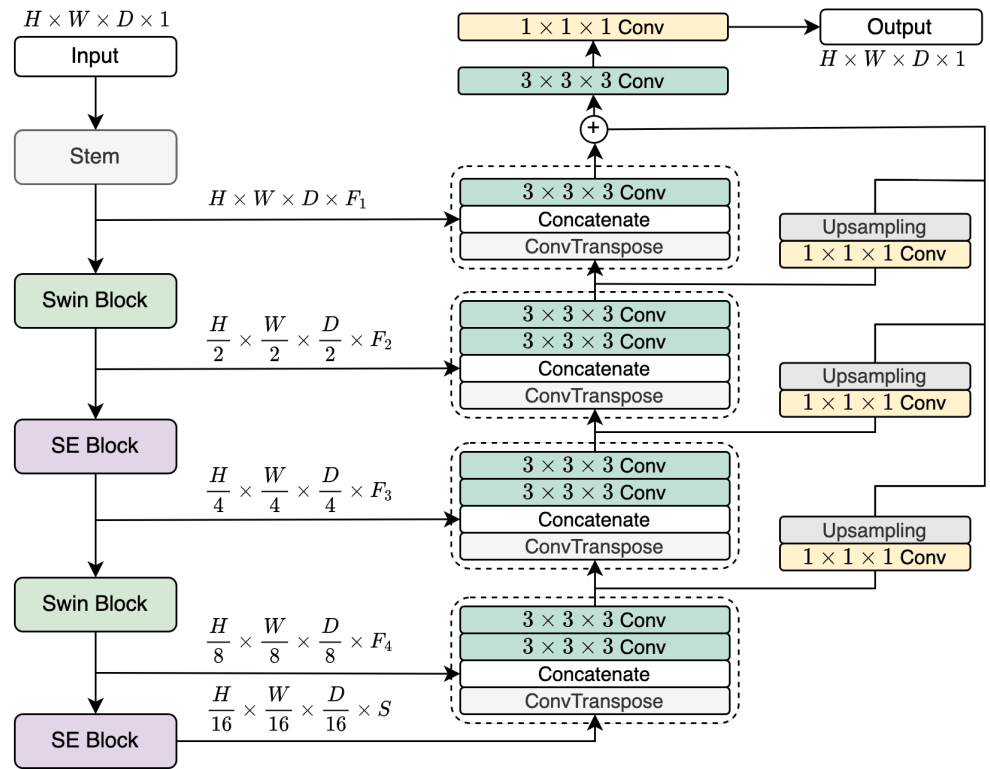 H × W × D × 1
Input
Stem
H × W × D × F₁
Swin Block
H/2 × W/2 × D/2 × F₂
SE Block
H/4 × W/4 × D/4 × F₃
Swin Block
H/8 × W/8 × D/8 × F₄
H/16 × W/16 × D/16 × S
SE Block
1 × 1 × 1 Conv
Output
H × W × D × 1
3 × 3 × 3 Conv
+
3 × 3 × 3 Conv
Concatenate
ConvTranspose
Upsampling
1 × 1 × 1 Conv
3 × 3 × 3 Conv
3 × 3 × 3 Conv
Concatenate
ConvTranspose
Upsampling
1 × 1 × 1 Conv
3 × 3 × 3 Conv
3 × 3 × 3 Conv
Concatenate
ConvTranspose
Upsampling
1 × 1 × 1 Conv
3 × 3 × 3 Conv
3 × 3 × 3 Conv
Concatenate
ConvTranspose